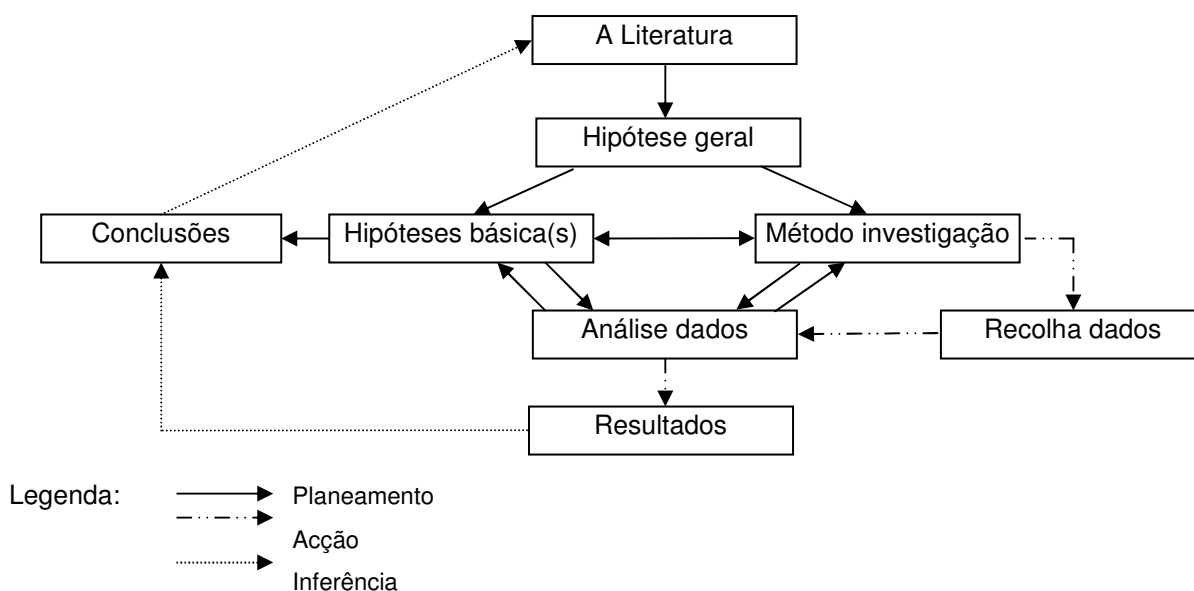 A Literatura
Hipótese geral
Conclusões
Hipóteses básica(s)
Método investigação
Análise dados
Recolha dados
Resultados
Legenda:
Planeamento
Acção
Inferência